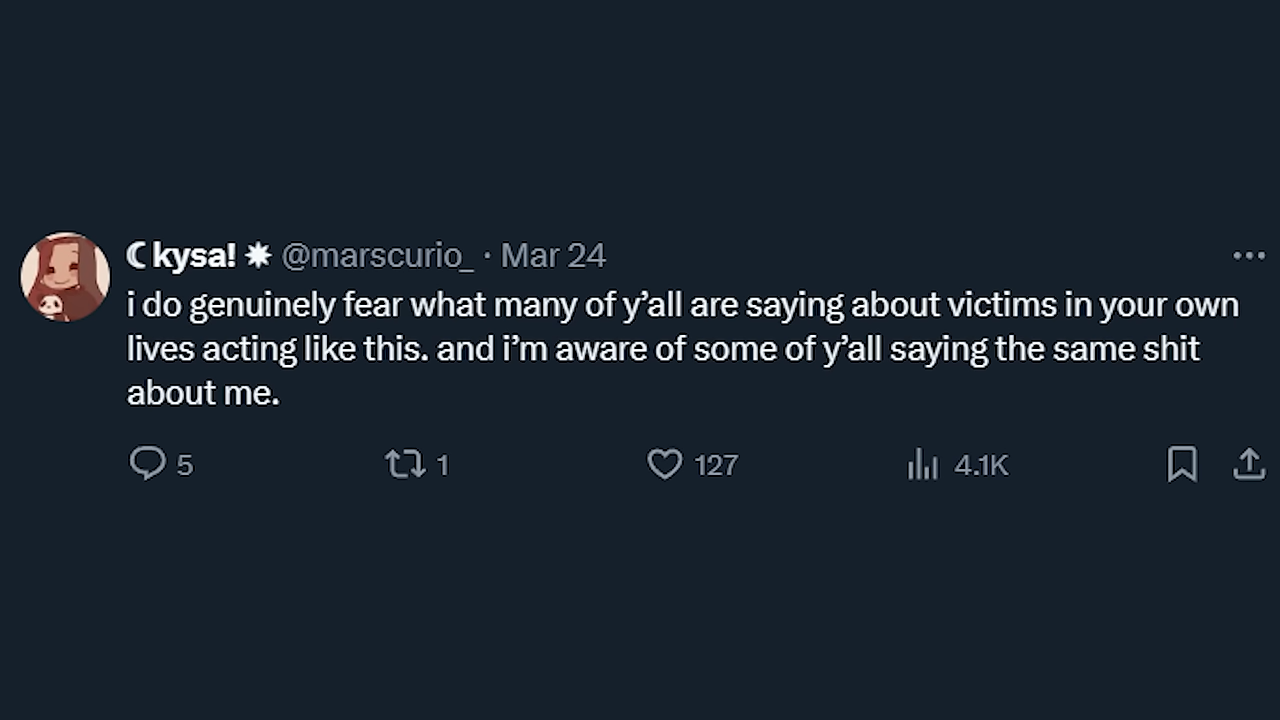 ☾ kysa! ✷ @marscurio_ · Mar 24
i do genuinely fear what many of y’all are saying about victims in your own
lives acting like this. and i’m aware of some of y’all saying the same shit
about me.
5 1 127 4.1K